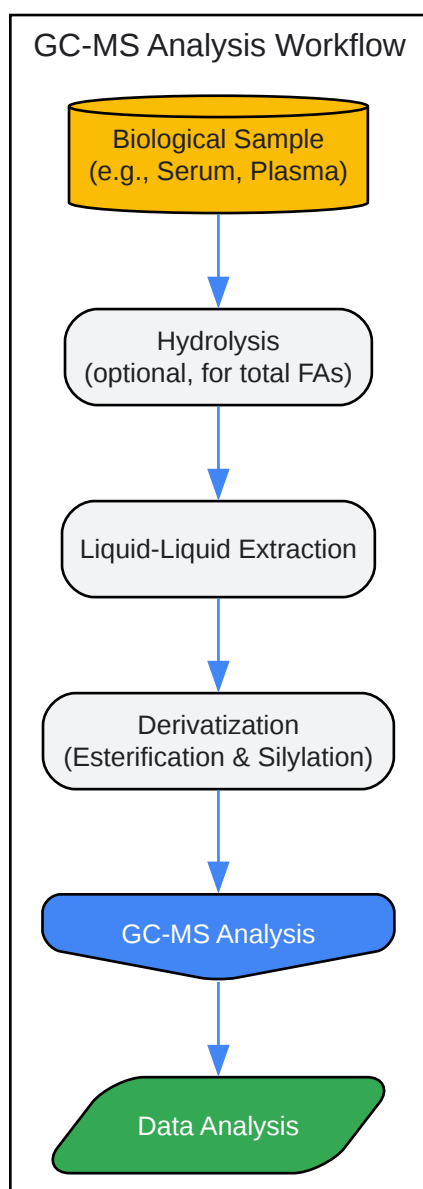 GC-MS Analysis Workflow
Biological Sample
(e.g., Serum, Plasma)
Hydrolysis
(optional, for total FAs)
Liquid-Liquid Extraction
Derivatization
(Esterification & Silylation)
GC-MS Analysis
Data Analysis